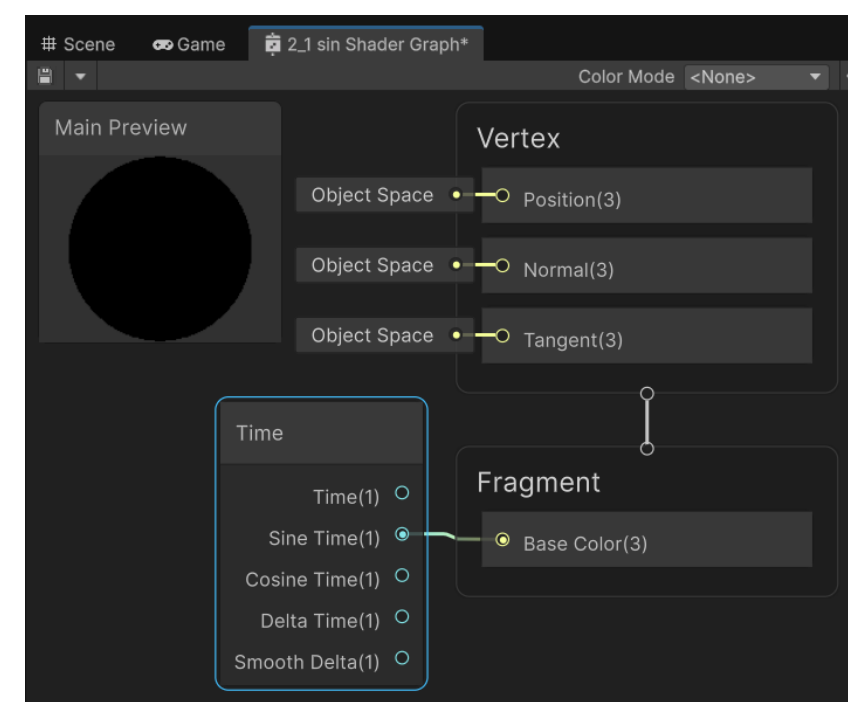 Scene Game 2_1 sin Shader Graph*
Color Mode <None>
Main Preview
Vertex
Object Space Position(3)
Object Space Normal(3)
Object Space Tangent(3)
Time
Time(1)
Sine Time(1)
Cosine Time(1)
Delta Time(1)
Smooth Delta(1)
Fragment
Base Color(3)